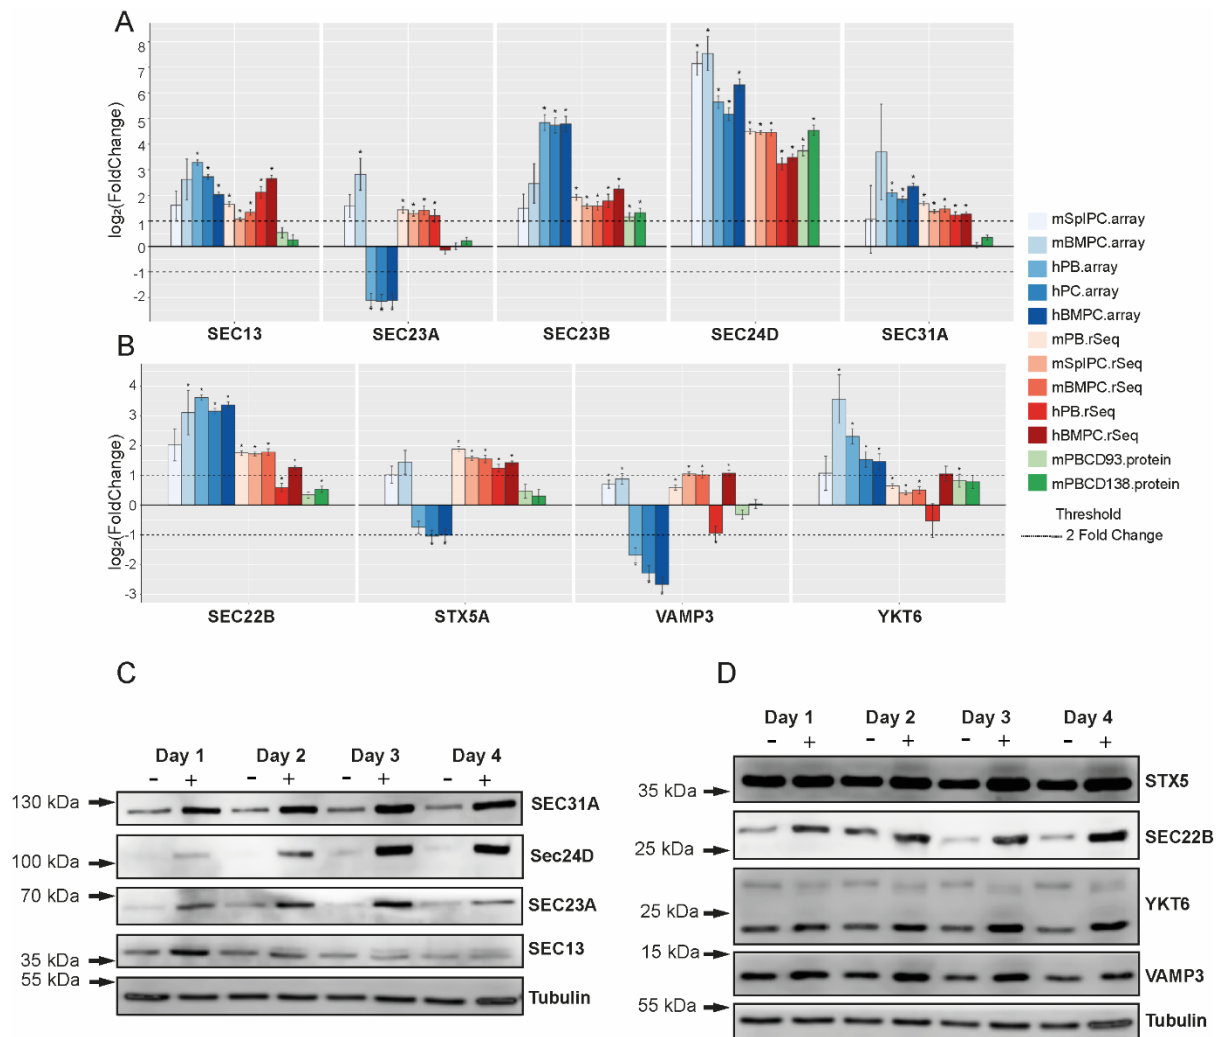 A
log₂(FoldChange)
8
7
6
5
4
3
2
1
0
-1
-2
SEC13 SEC23A SEC23B SEC24D SEC31A
B
log₂(FoldChange)
4
3
2
1
0
-1
-2
-3
SEC22B STX5A VAMP3 YKT6
mSplPC.array
mBMPC.array
hPB.array
hPC.array
hBMPC.array
mPB.rSeq
mSplPC.rSeq
mBMPC.rSeq
hPB.rSeq
hBMPC.rSeq
mPBCD93.protein
mPBCD138.protein
Threshold
2 Fold Change
C
Day 1 Day 2 Day 3 Day 4
- + - + - + - +
130 kDa SEC31A
100 kDa Sec24D
70 kDa SEC23A
35 kDa SEC13
55 kDa Tubulin
D
Day 1 Day 2 Day 3 Day 4
- + - + - + - +
35 kDa STX5
25 kDa SEC22B
25 kDa YKT6
15 kDa VAMP3
55 kDa Tubulin